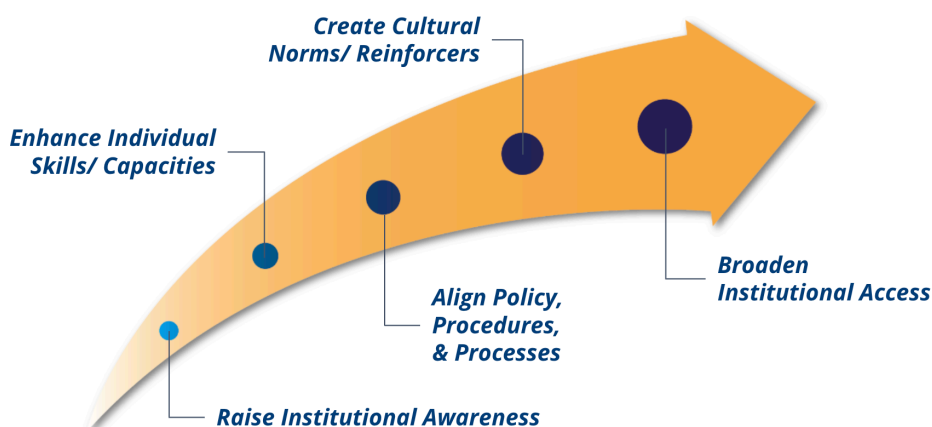 Create Cultural
Norms/ Reinforcers
Enhance Individual
Skills/ Capacities
Broaden
Institutional Access
Align Policy,
Procedures,
& Processes
Raise Institutional Awareness